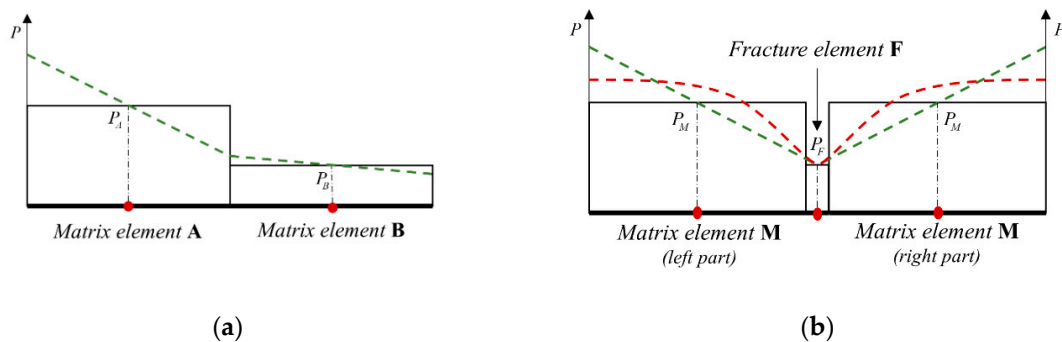 P
P_A
P_B
Matrix element A
Matrix element B
(a)
P
P
Fracture element F
P_M
P_F
P_M
Matrix element M
(left part)
Matrix element M
(right part)
(b)